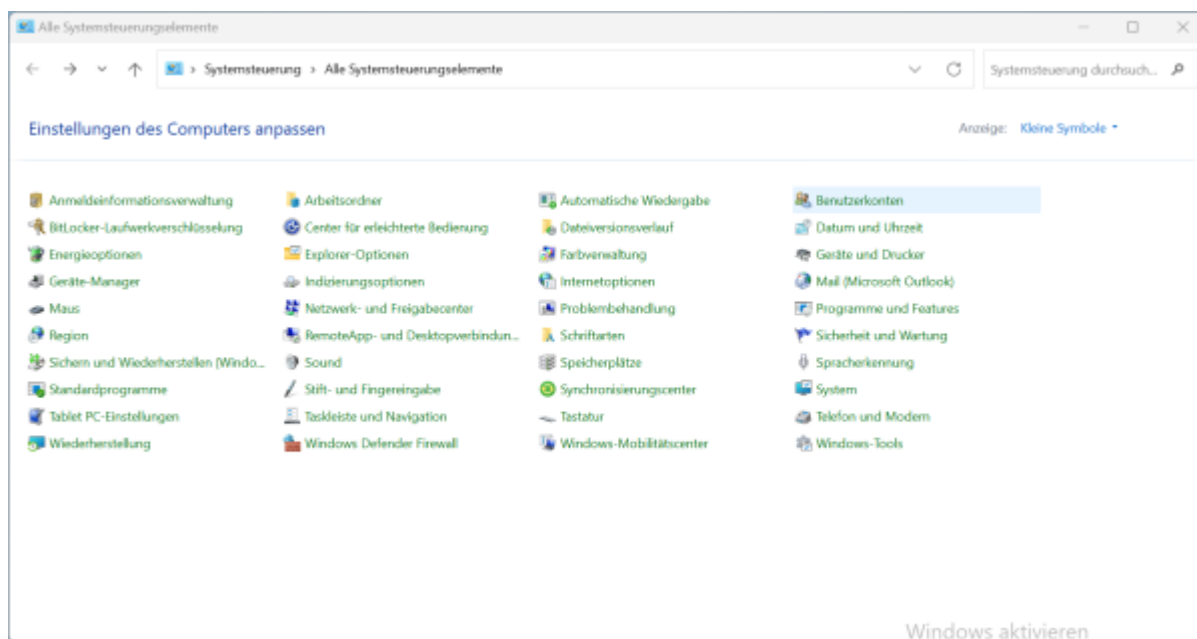 Alle Systemsteuerungselemente
Systemsteuerung > Alle Systemsteuerungselemente
Systemsteuerung durchsuch...
Einstellungen des Computers anpassen
Anzeige: Kleine Symbole
Anmeldeinformationsverwaltung Arbeitsordner Automatische Wiedergabe Benutzerkonten
BitLocker-Laufwerkverschlüsselung Center für erleichterte Bedienung Dateiversionsverlauf Datum und Uhrzeit
Energieoptionen Explorer-Optionen Farbverwaltung Geräte und Drucker
Geräte-Manager Indizierungsoptionen Internetoptionen Mail (Microsoft Outlook)
Maus Netzwerk- und Freigabecenter Problembehandlung Programme und Features
Region RemoteApp- und Desktopverbindun... Schriftarten Sicherheit und Wartung
Sichern und Wiederherstellen (Windo... Sound Speicherplätze Spracherkennung
Standardprogramme Stift- und Fingereingabe Synchronisierungscenter System
Tablet PC-Einstellungen Taskleiste und Navigation Tastatur Telefon und Modem
Wiederherstellung Windows Defender Firewall Windows-Mobilitätscenter Windows-Tools
Windows aktivieren